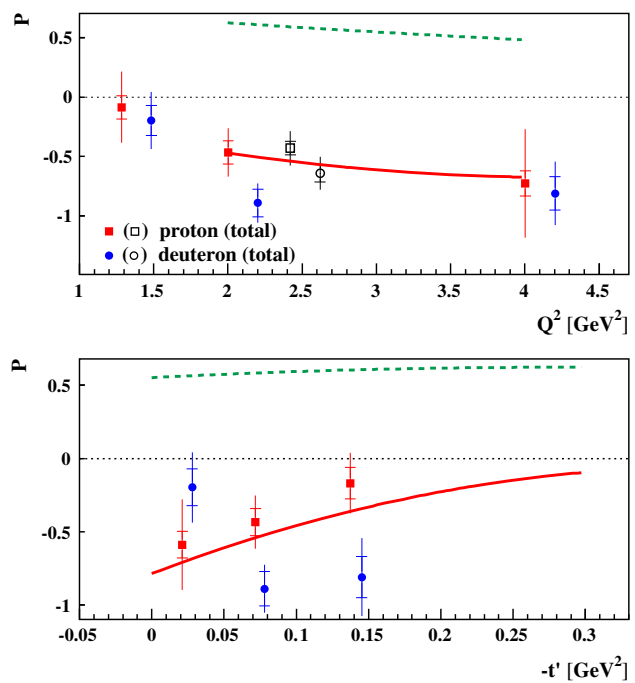 P
0.5
0
-0.5
-1
■ (□) proton (total)
● (○) deuteron (total)
1 1.5 2 2.5 3 3.5 4 4.5
Q² [GeV²]
P
0.5
0
-0.5
-1
-0.05 0 0.05 0.1 0.15 0.2 0.25 0.3
-t' [GeV²]